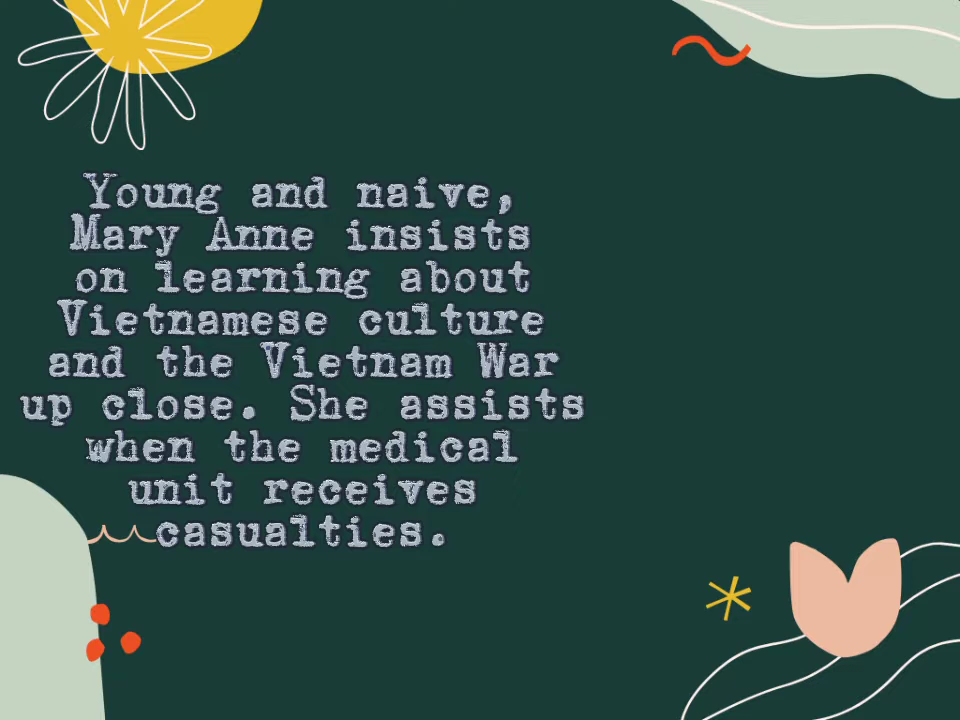 Young and naive,
Mary Anne insists
on learning about
Vietnamese culture
and the Vietnam War
up close. She assists
when the medical
unit receives
casualties.